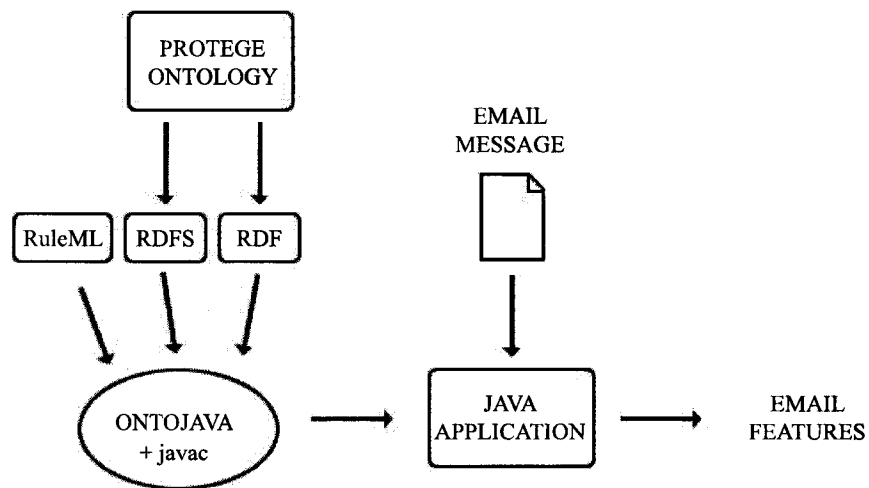 PROTEGE
ONTOLOGY
EMAIL
MESSAGE
RuleML
RDFS
RDF
ONTOJAVA
+ javac
JAVA
APPLICATION
EMAIL
FEATURES